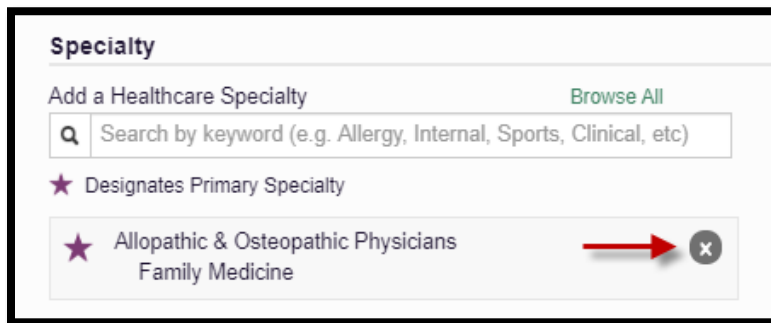 Specialty
Add a Healthcare Specialty Browse All
Search by keyword (e.g. Allergy, Internal, Sports, Clinical, etc)
Designates Primary Specialty
Allopathic & Osteopathic Physicians
Family Medicine
x